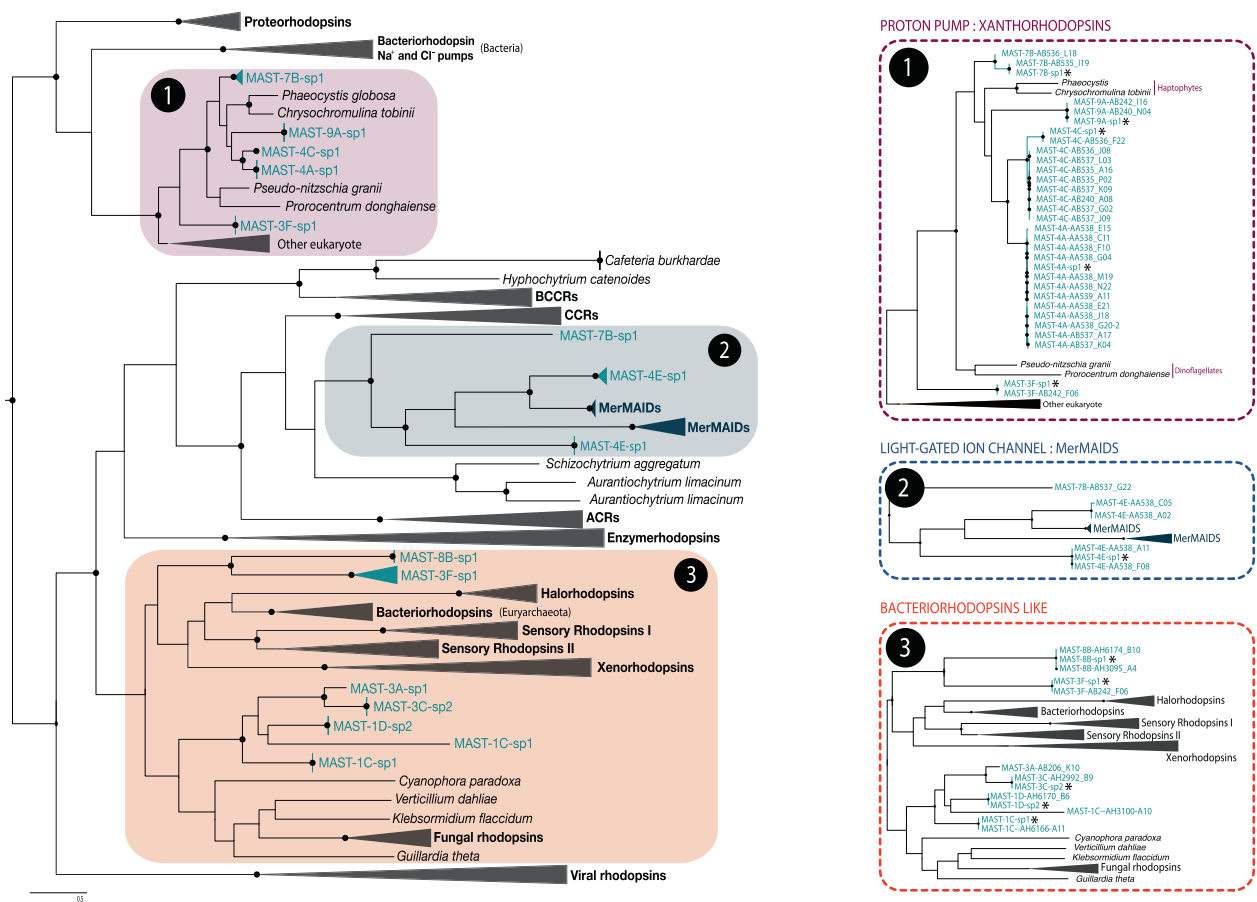 Proteorhodopsins
Bacteriorhodopsin (Bacteria)
Na⁺ and Cl⁻ pumps
1
MAST-7B-sp1
Phaeocystis globosa
Chrysochromulina tobinii
MAST-9A-sp1
MAST-4C-sp1
MAST-4A-sp1
Pseudo-nitzschia granii
Prorocentrum donghaiense
MAST-3F-sp1
Other eukaryote
Cafeteria burkhardae
Hyphochytrium catenoides
BCCRs
CCRs
2
MAST-7B-sp1
MAST-4E-sp1
MerMAIDs
MerMAIDs
MAST-4E-sp1
Schizochytrium aggregatum
Aurantiochytrium limacinum
Aurantiochytrium limacinum
ACRs
Enzymerhodopsins
3
MAST-8B-sp1
MAST-3F-sp1
Halorhodopsins
Bacteriorhodopsins (Euryarchaeota)
Sensory Rhodopsins I
Sensory Rhodopsins II
Xenorhodopsins
MAST-3A-sp1
MAST-3C-sp2
MAST-1D-sp2
MAST-1C-sp1
MAST-1C-sp1
Cyanophora paradoxa
Verticillium dahliae
Klebsormidium flaccidum
Fungal rhodopsins
Guillardia theta
Viral rhodopsins
0.5
PROTON PUMP : XANTHORHODOPSINS
1
MAST-7B-AB536_L18
MAST-7B-AB535_I19
MAST-7B-sp1*
Phaeocystis
Chrysochromulina tobinii
Haptophytes
MAST-9A-AB242_I16
MAST-9A-AB240_N04
MAST-9A-sp1*
MAST-4C-sp1*
MAST-4C-AB536_F22
MAST-4C-AB536_J08
MAST-4C-AB537_L03
MAST-4C-AB535_A16
MAST-4C-AB535_P02
MAST-4C-AB537_K09
MAST-4C-AB240_A08
MAST-4C-AB537_G02
MAST-4C-AB537_J09
MAST-4A-AA538_E15
MAST-4A-AA538_C11
MAST-4A-AA538_F10
MAST-4A-AA538_G04
MAST-4A-sp1*
MAST-4A-AA538_M19
MAST-4A-AA538_N22
MAST-4A-AA539_A11
MAST-4A-AA538_E21
MAST-4A-AA538_J18
MAST-4A-AA538_G20-2
MAST-4A-AB537_A17
MAST-4A-AB537_K04
Pseudo-nitzschia granii
Prorocentrum donghaiense
Dinoflagellates
MAST-3F-sp1*
MAST-3F-AB242_F06
Other eukaryote
LIGHT-GATED ION CHANNEL : MerMAIDS
2
MAST-7B-AB537_G22
MAST-4E-AA538_C05
MAST-4E-AA538_A02
MerMAIDS
MerMAIDS
MAST-4E-AA538_A11
MAST-4E-sp1*
MAST-4E-AA538_F08
BACTERIORHODOPSINS LIKE
3
MAST-8B-AH6174_B10
MAST-8B-sp1*
MAST-8B-AH3095_A4
MAST-3F-sp1*
MAST-3F-AB242_F06
Halorhodopsins
Bacteriorhodopsins
Sensory Rhodopsins I
Sensory Rhodopsins II
Xenorhodopsins
MAST-3A-AB206_K10
MAST-3C-AH2992_B9
MAST-3C-sp2*
MAST-1D-AH6170_B6
MAST-1D-sp2*
MAST-1C--AH3100-A10
MAST-1C-sp1*
MAST-1C--AH6166-A11
Cyanophora paradoxa
Verticillium dahliae
Klebsormidium flaccidum
Fungal rhodopsins
Guillardia theta